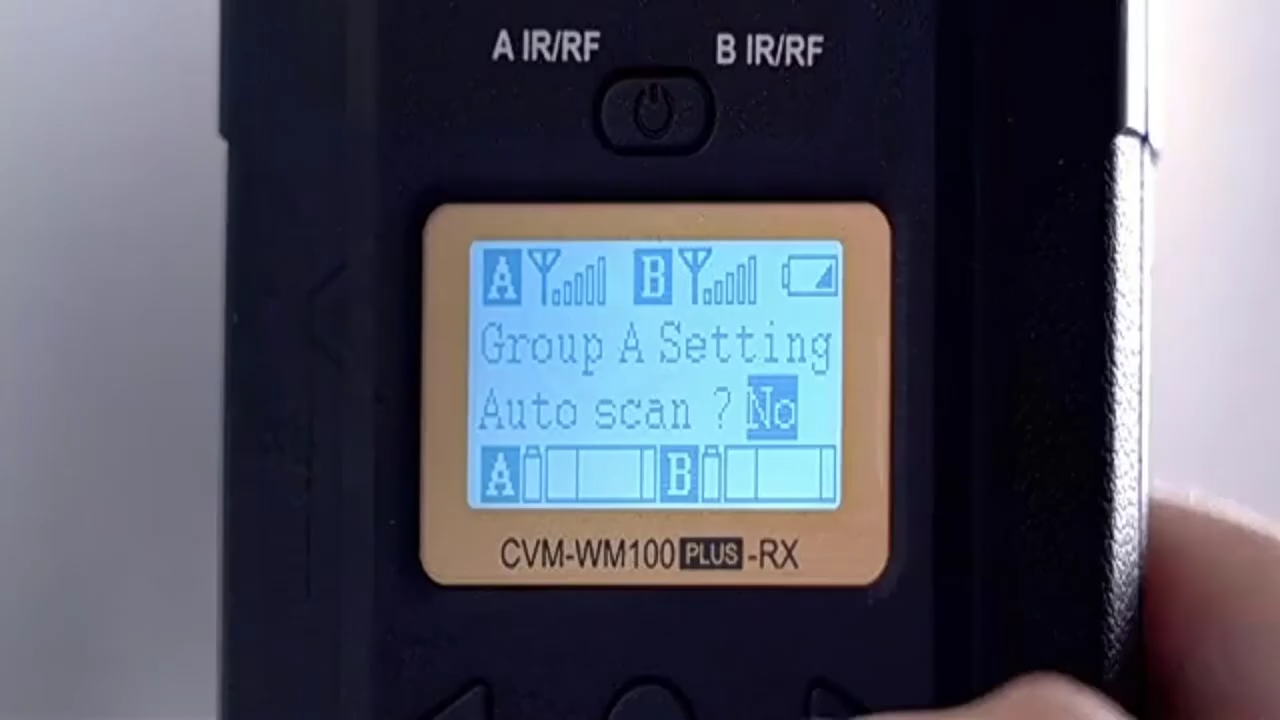 A IR/RF B IR/RF
A B
Group A Setting
Auto scan ? No
A B
CVM-WM100 PLUS -RX